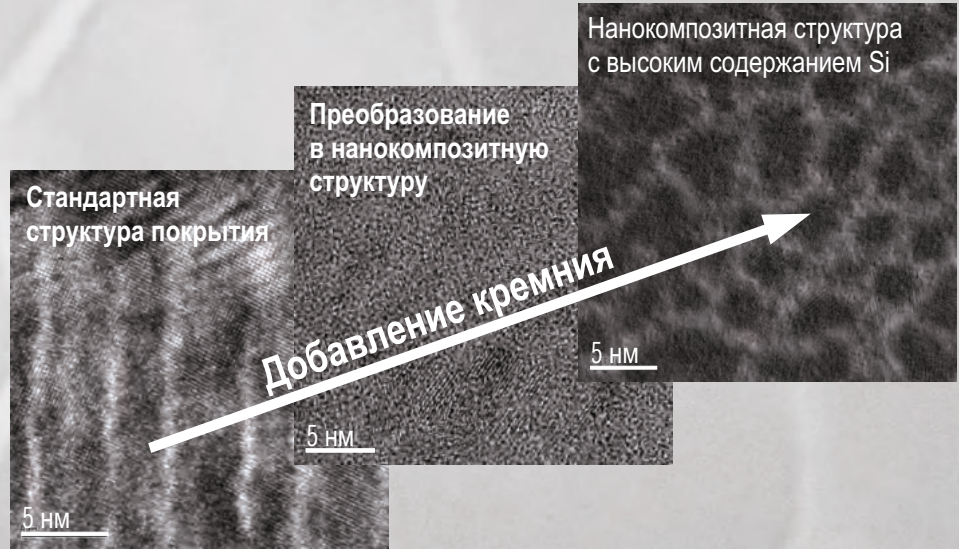 Нанокомпозитная структура
с высоким содержанием Si
Преобразование
в нанокомпозитную
структуру
Стандартная
структура покрытия
Добавление кремния
5 нм
5 нм
5 нм